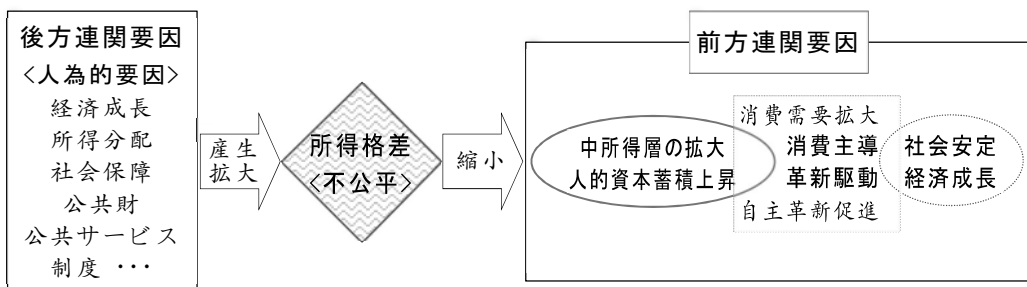 後方連関要因
<人為的要因>
経済成長
所得分配
社会保障
公共財
公共サービス
制度 ･･･
産生
拡大
所得格差
<不公平>
縮小
前方連関要因
中所得層の拡大
人的資本蓄積上昇
消費需要拡大
消費主導
革新駆動
自主革新促進
社会安定
経済成長